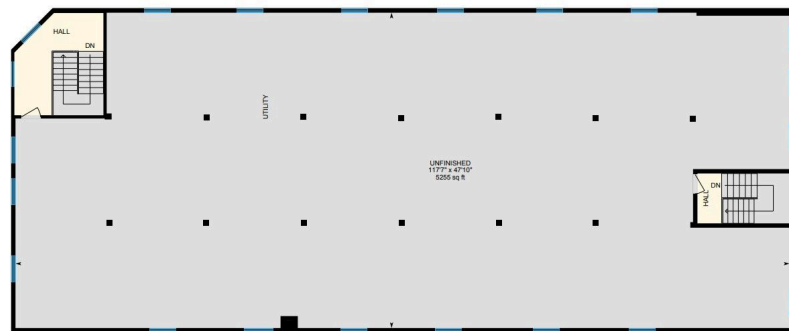 HALL
DN
UTILITY
UNFINISHED
117'7" x 47'10"
5255 sq ft
DN
HALL